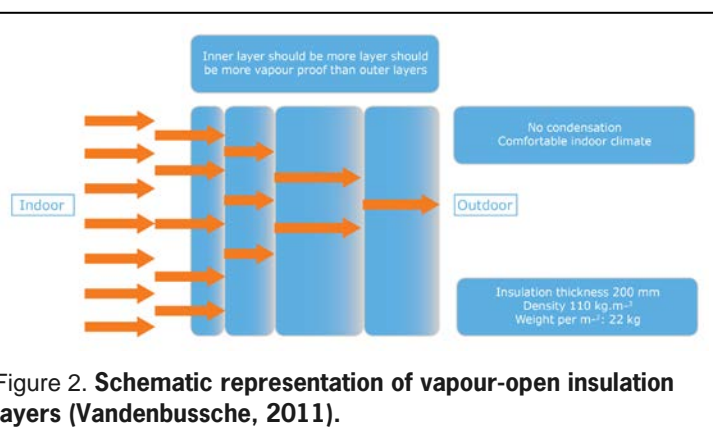 Inner layer should be more layer should
be more vapour proof than outer layers
No condensation
Comfortable indoor climate
Indoor
Outdoor
Insulation thickness 200 mm
Density 110 kg.m-³
Weight per m-²: 22 kg
Figure 2. Schematic representation of vapour-open insulation
layers (Vandenbussche, 2011).